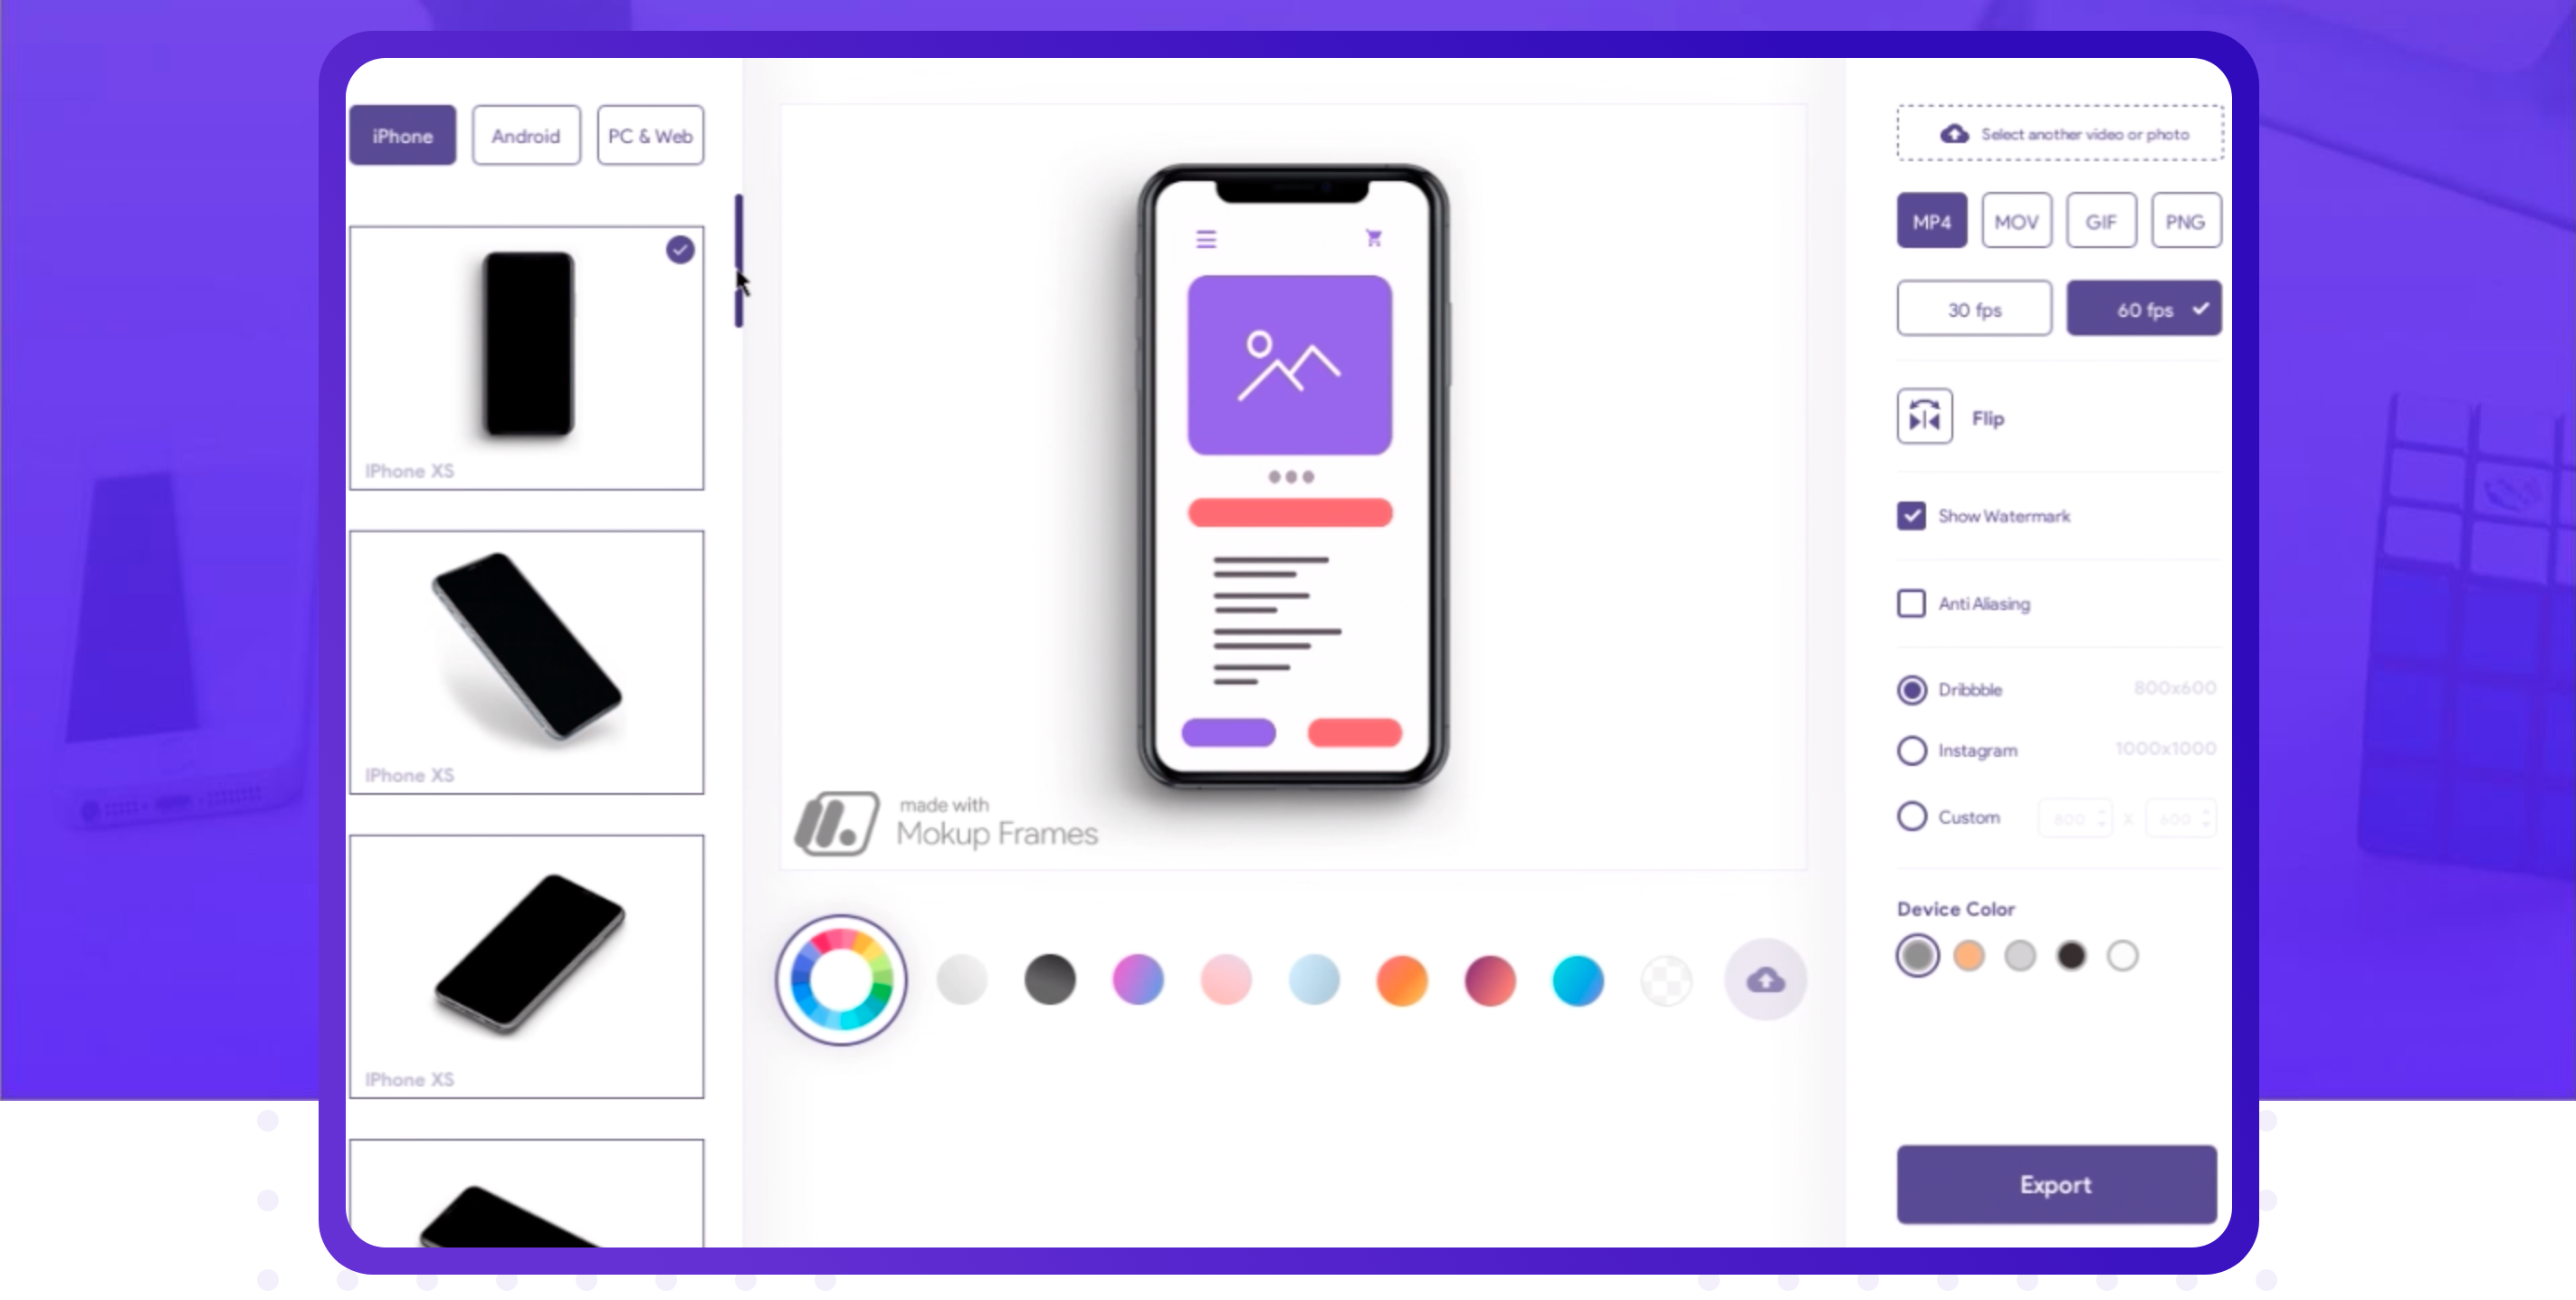 iPhone
Android
PC & Web
IPhone XS
IPhone XS
IPhone XS
made with
Mokup Frames
Select another video or photo
MP4
MOV
GIF
PNG
30 fps
60 fps
Flip
Show Watermark
Anti Aliasing
Dribbble
800x600
Instagram
1000x1000
Custom
800 X 600
Device Color
Export